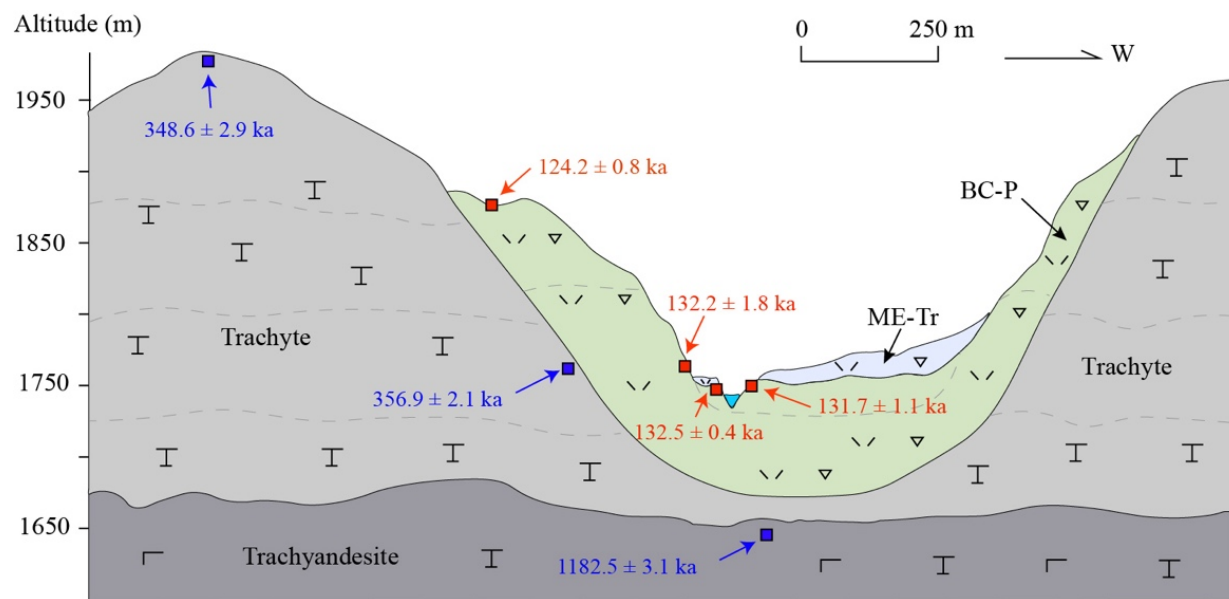 Altitude (m)
0
250 m
W
1950
348.6 ± 2.9 ka
124.2 ± 0.8 ka
BC-P
1850
132.2 ± 1.8 ka
ME-Tr
Trachyte
Trachyte
1750
356.9 ± 2.1 ka
131.7 ± 1.1 ka
132.5 ± 0.4 ka
1650
Trachyandesite
1182.5 ± 3.1 ka